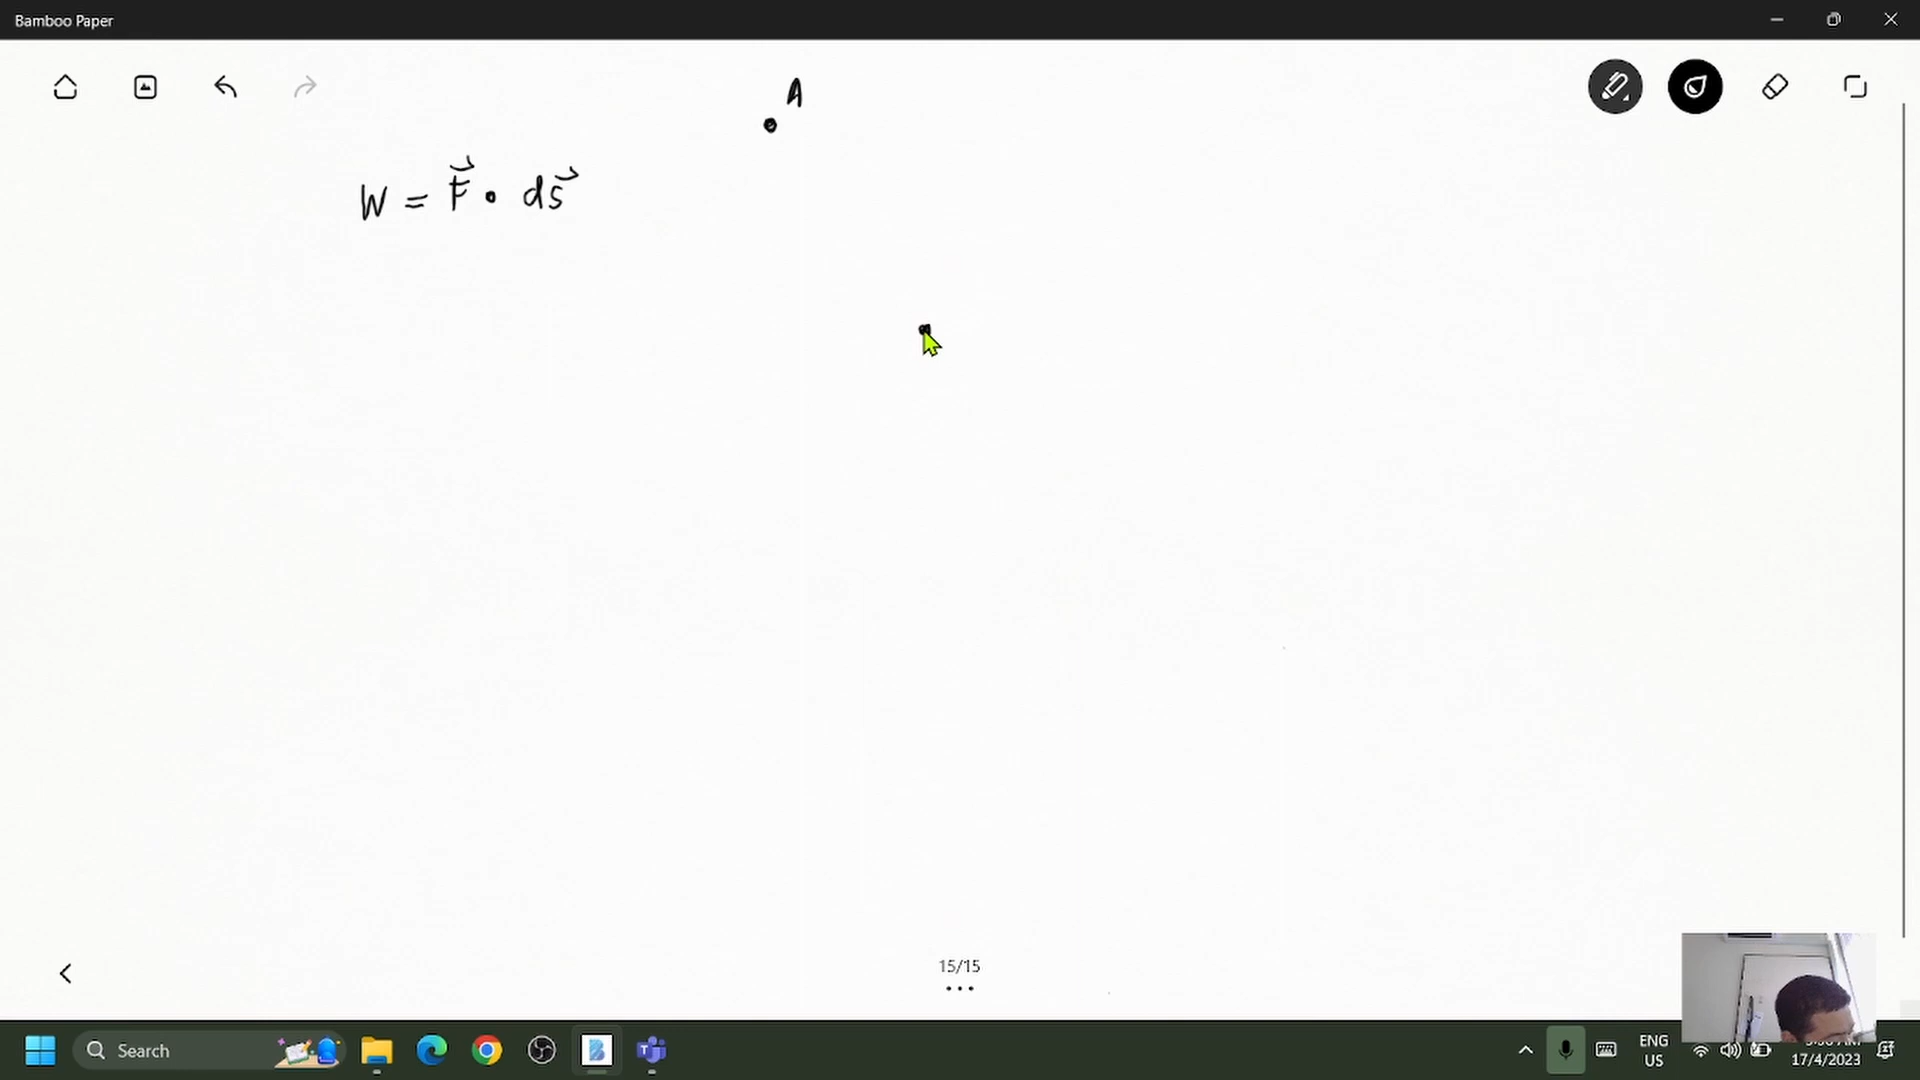 Bamboo Paper
A
W = F⃗ • ds⃗
15/15
Search
ENG
US
17/4/2023